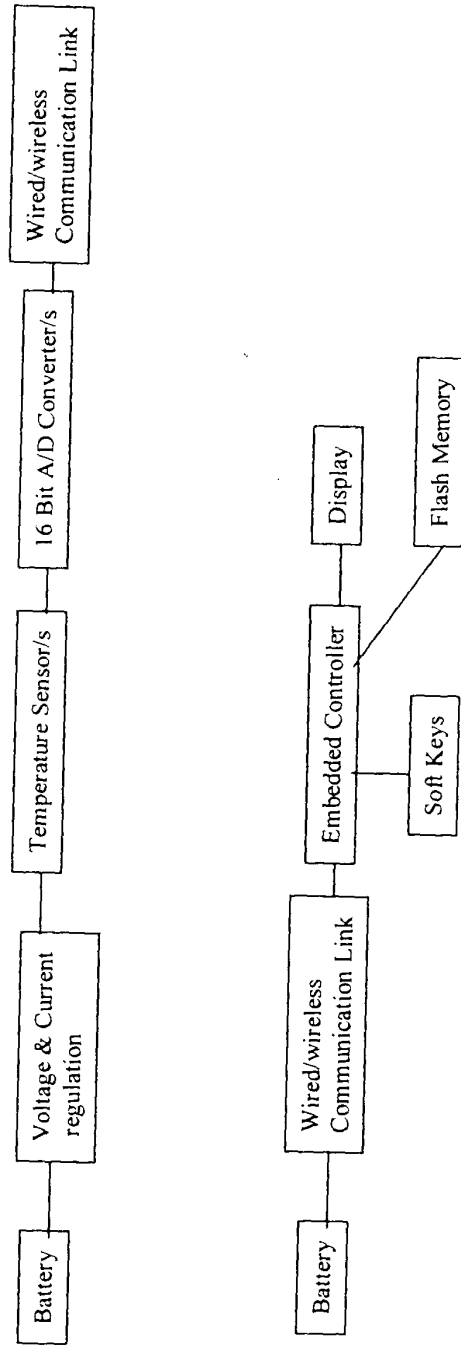 Battery
Voltage & Current
regulation
Temperature Sensor/s
16 Bit A/D Converter/s
Wired/wireless
Communication Link
Battery
Wired/wireless
Communication Link
Embedded Controller
Display
Soft Keys
Flash Memory